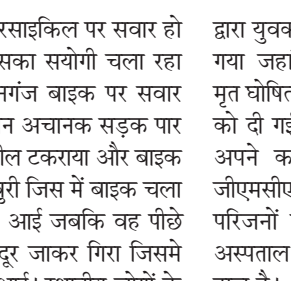 रसाइकिल पर सवार हो
सका सयोगी चला रहा
नगंज बाइक पर सवार
न अचानक सड़क पार
ील टकराया और बाइक
बुरी जिस में बाइक चला
आई जबकि वह पीछे
दूर जाकर गिरा जिसमे
द्वारा युवक
गया जहां
मृत घोषित
को दी गई
अपने क
जीएमसीए
परिजनों
अस्पताल